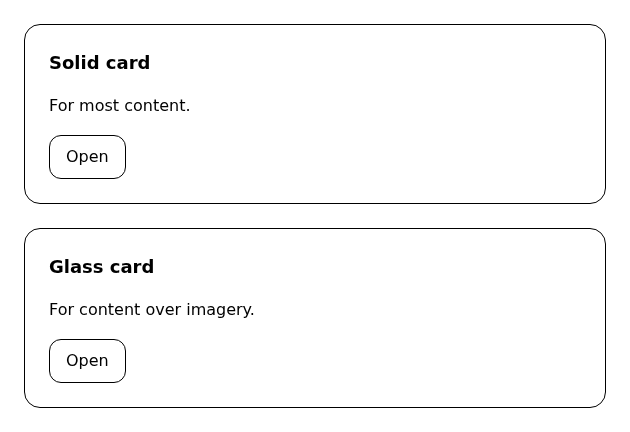 Solid card
For most content.
Open
Glass card
For content over imagery.
Open